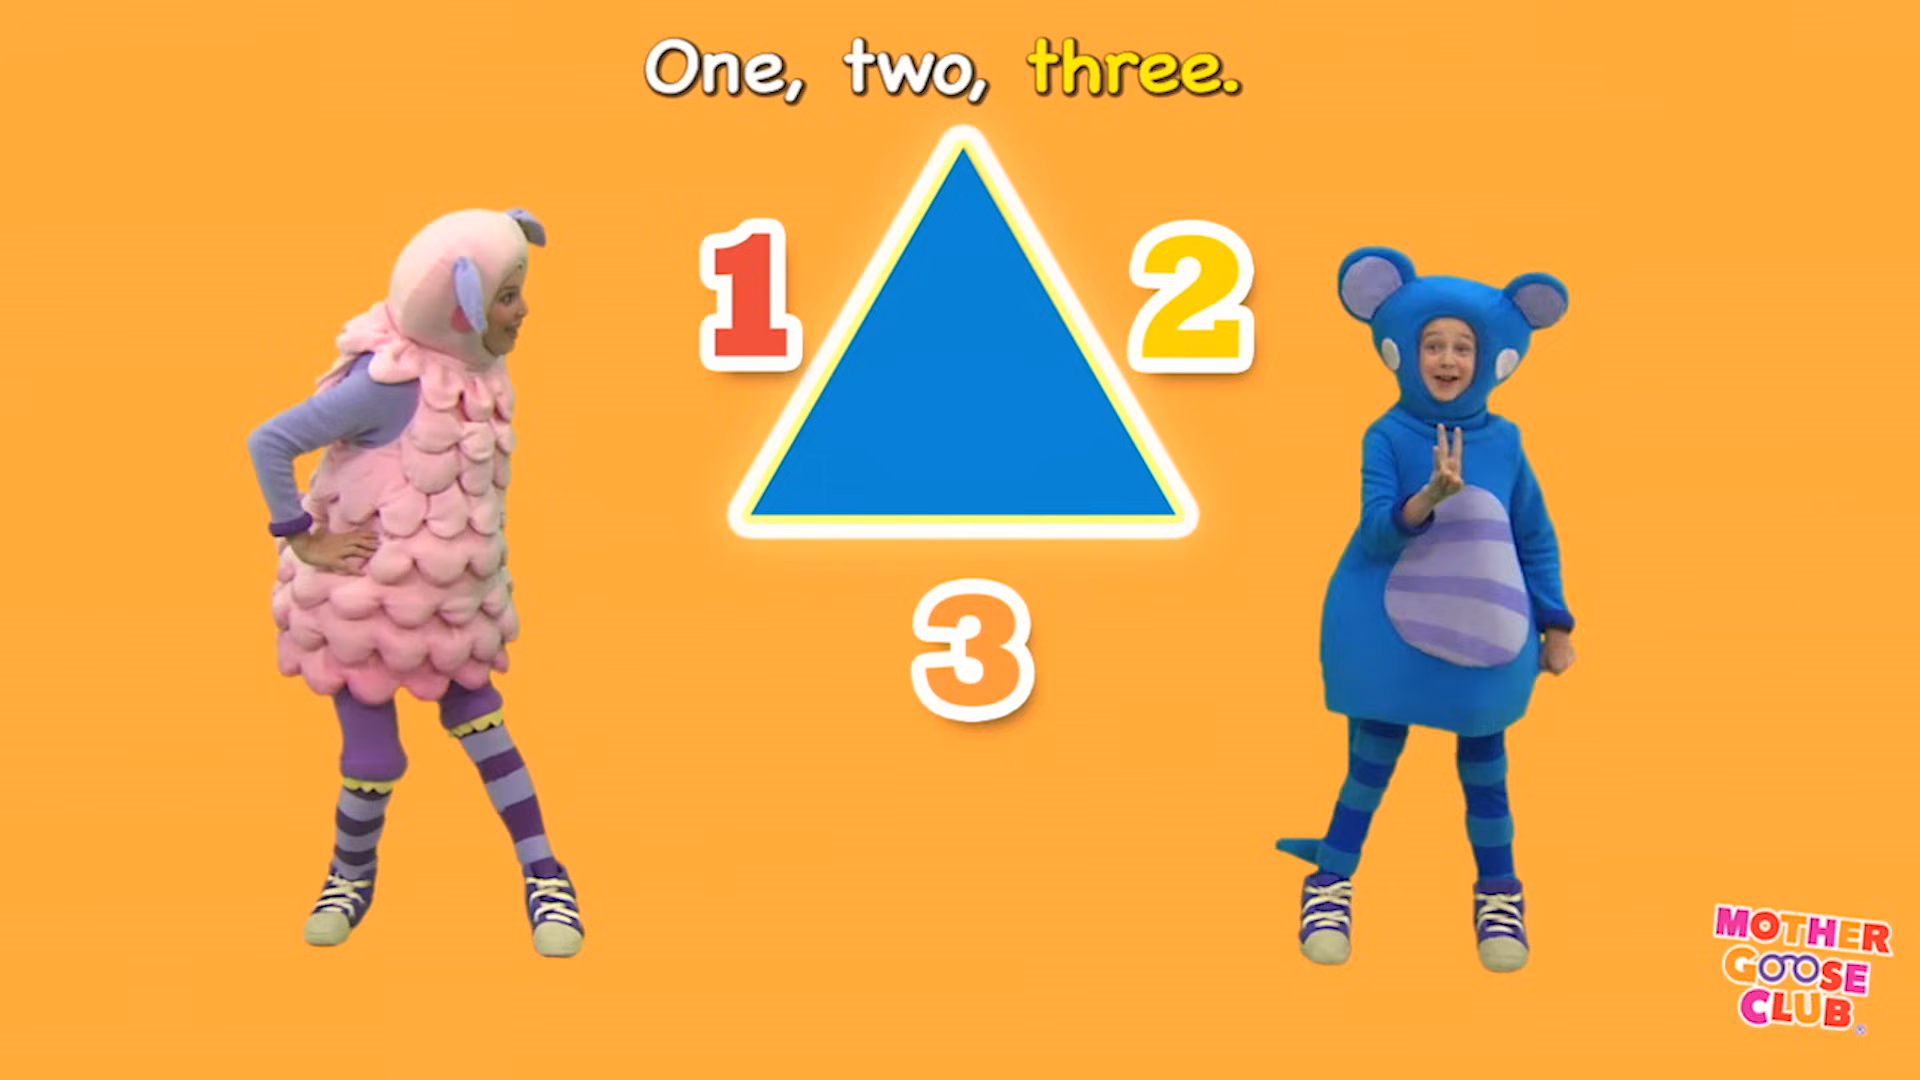 One, two, three.
1
2
3
MOTHER
GOOSE
CLUB